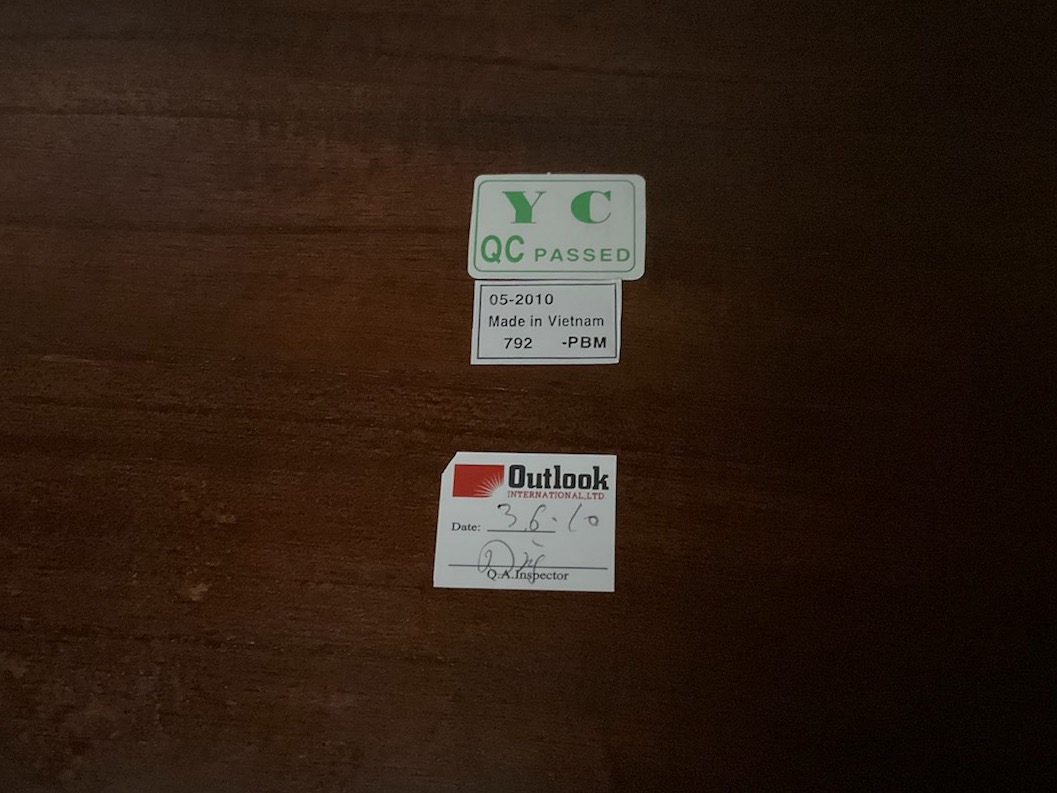 Y C
QC PASSED
05-2010
Made in Vietnam
792 -PBM
Outlook
INTERNATIONAL,LTD.
Date: 3.6.10
Q.A.Inspector